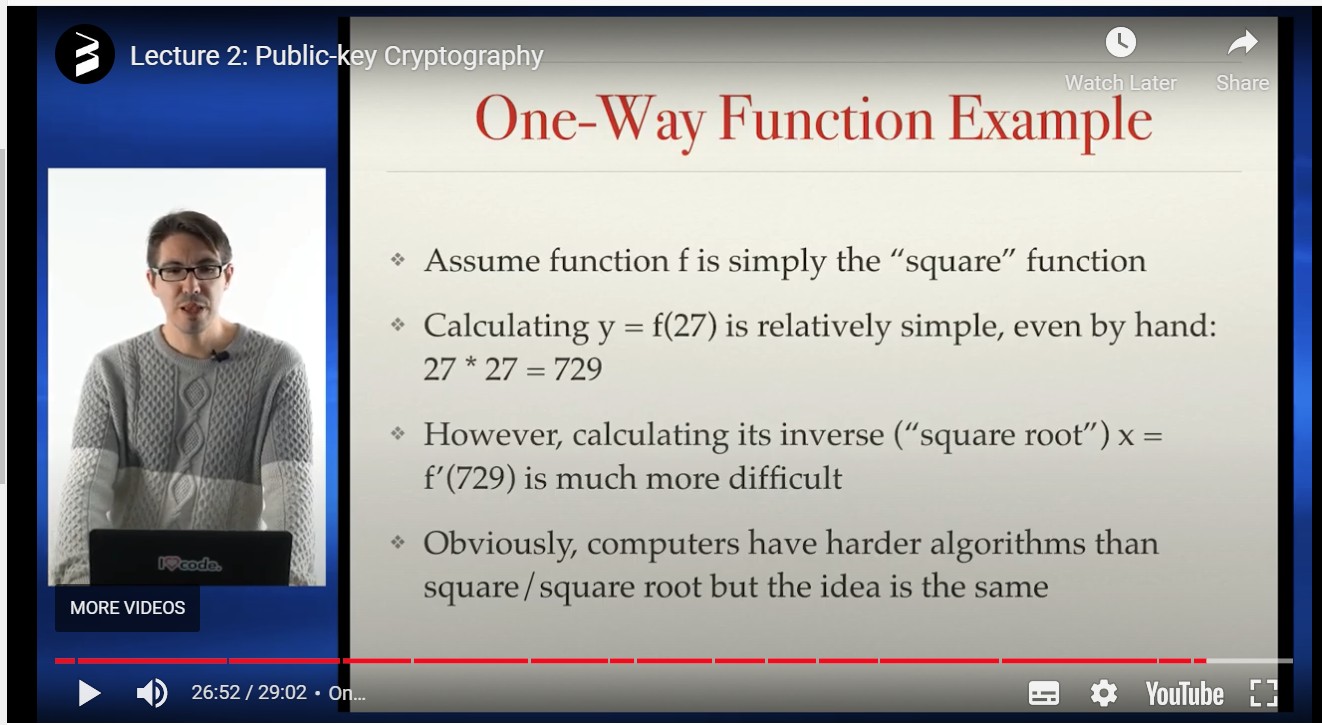 Lecture 2: Public-key Cryptography
Watch Later
Share
One-Way Function Example
❖ Assume function f is simply the “square” function
❖ Calculating y = f(27) is relatively simple, even by hand:
27 * 27 = 729
❖ However, calculating its inverse (“square root”) x =
f’(729) is much more difficult
❖ Obviously, computers have harder algorithms than
square/square root but the idea is the same
I♥code.
MORE VIDEOS
26:52 / 29:02 • On...
YouTube